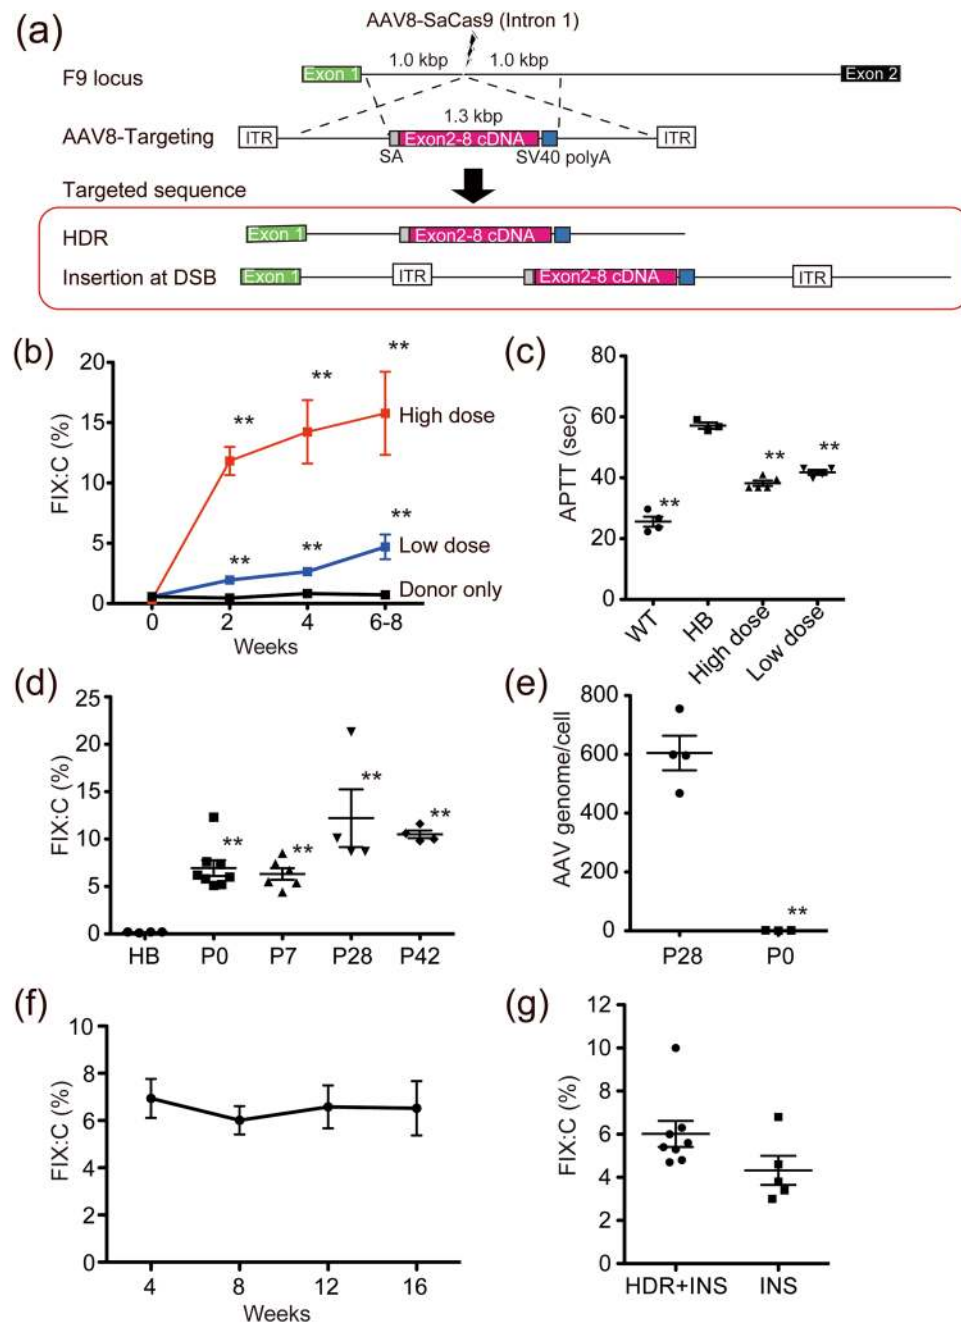 (a)
AAV8-SaCas9 (Intron 1)
F9 locus
Exon 1
1.0 kbp
1.0 kbp
Exon 2
AAV8-Targeting
ITR
1.3 kbp
Exon2-8 cDNA
ITR
SA
SV40 polyA
Targeted sequence
HDR
Exon 1
Exon2-8 cDNA
Insertion at DSB
Exon 1
ITR
Exon2-8 cDNA
ITR
(b)
FIX:C (%)
20
15
10
5
0
**
**
**
High dose
**
**
**
Low dose
Donor only
0
2
4
6-8
Weeks
(c)
APTT (sec)
80
60
40
20
0
**
**
**
WT
HB
High dose
Low dose
(d)
FIX:C (%)
25
20
15
10
5
0
**
**
**
**
HB
P0
P7
P28
P42
(e)
AAV genome/cell
800
600
400
200
0
**
P28
P0
(f)
FIX:C (%)
10
8
6
4
2
0
4
8
12
16
Weeks
(g)
FIX:C (%)
12
10
8
6
4
2
0
HDR+INS
INS